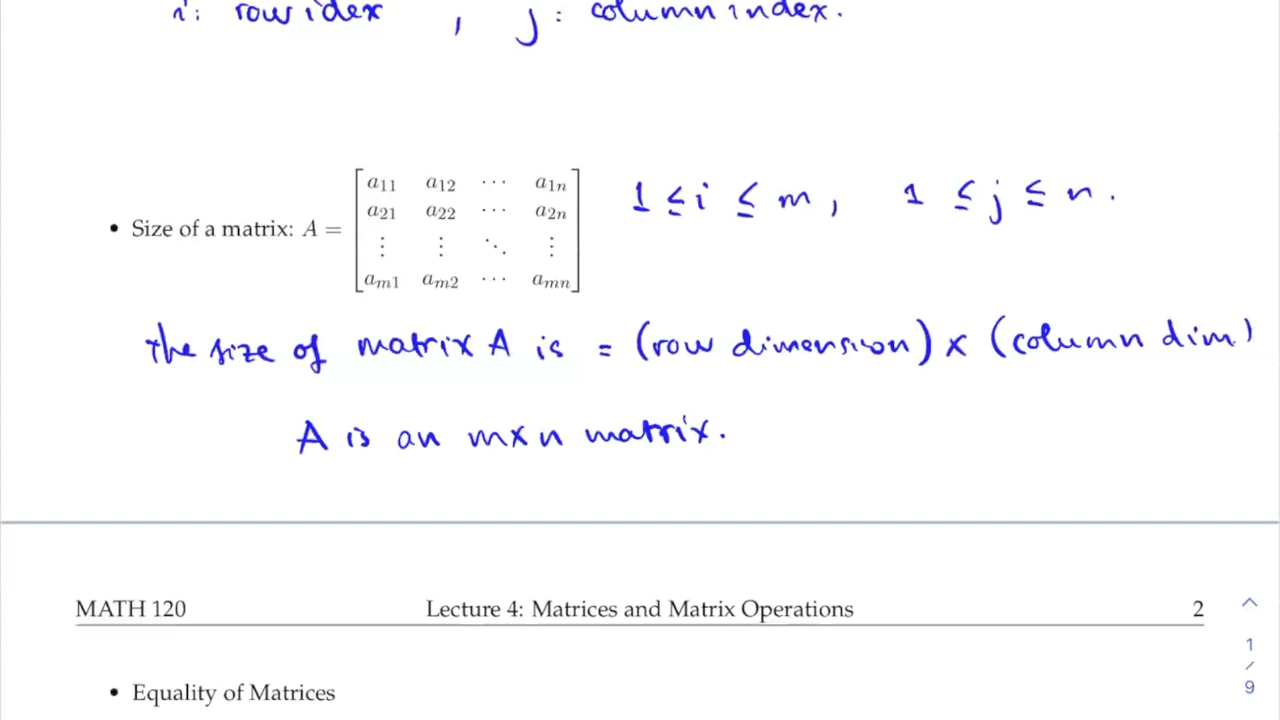 i: row idex , j: column index.
• Size of a matrix: A = [a11 a12 ⋯ a1n
a21 a22 ⋯ a2n
⋮ ⋮ ⋱ ⋮
am1 am2 ⋯ amn] 1 ≤ i ≤ m, 1 ≤ j ≤ n.
the size of matrix A is = (row dimension) × (column dim)
A is an m×n matrix.
MATH 120 Lecture 4: Matrices and Matrix Operations 2
^
1
/
9
• Equality of Matrices